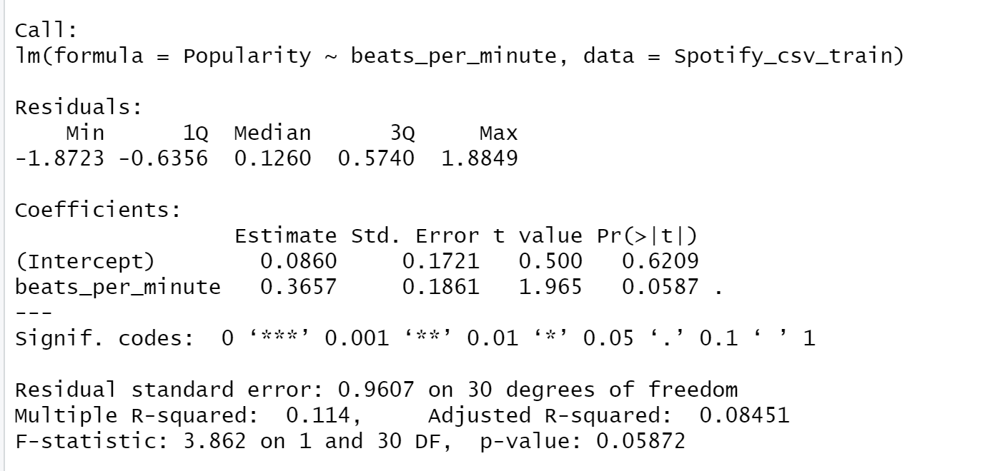 Call:
lm(formula = Popularity ~ beats_per_minute, data = Spotify_csv_train)
Residuals:
    Min      1Q  Median      3Q     Max
-1.8723 -0.6356  0.1260  0.5740  1.8849
Coefficients:
                 Estimate Std. Error t value Pr(>|t|)
(Intercept)        0.0860     0.1721   0.500   0.6209
beats_per_minute   0.3657     0.1861   1.965   0.0587 .
---
Signif. codes:  0 ‘***’ 0.001 ‘**’ 0.01 ‘*’ 0.05 ‘.’ 0.1 ‘ ’ 1
Residual standard error: 0.9607 on 30 degrees of freedom
Multiple R-squared:  0.114,     Adjusted R-squared:  0.08451
F-statistic: 3.862 on 1 and 30 DF,  p-value: 0.05872